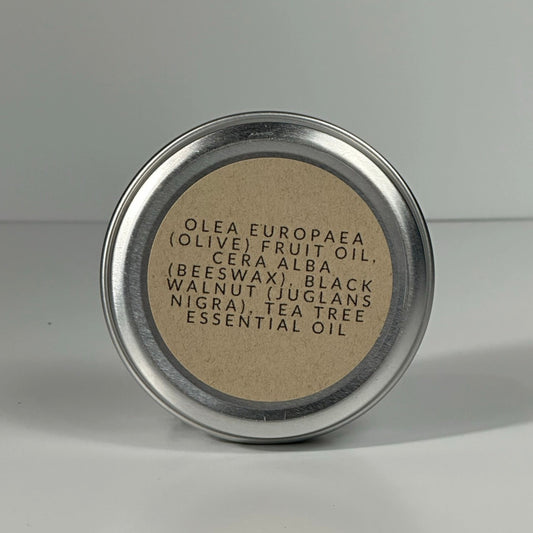 OLEA EUROPAEA
(OLIVE) FRUIT OIL,
CERA ALBA
(BEESWAX), BLACK
WALNUT (JUGLANS
NIGRA), TEA TREE
ESSENTIAL OIL